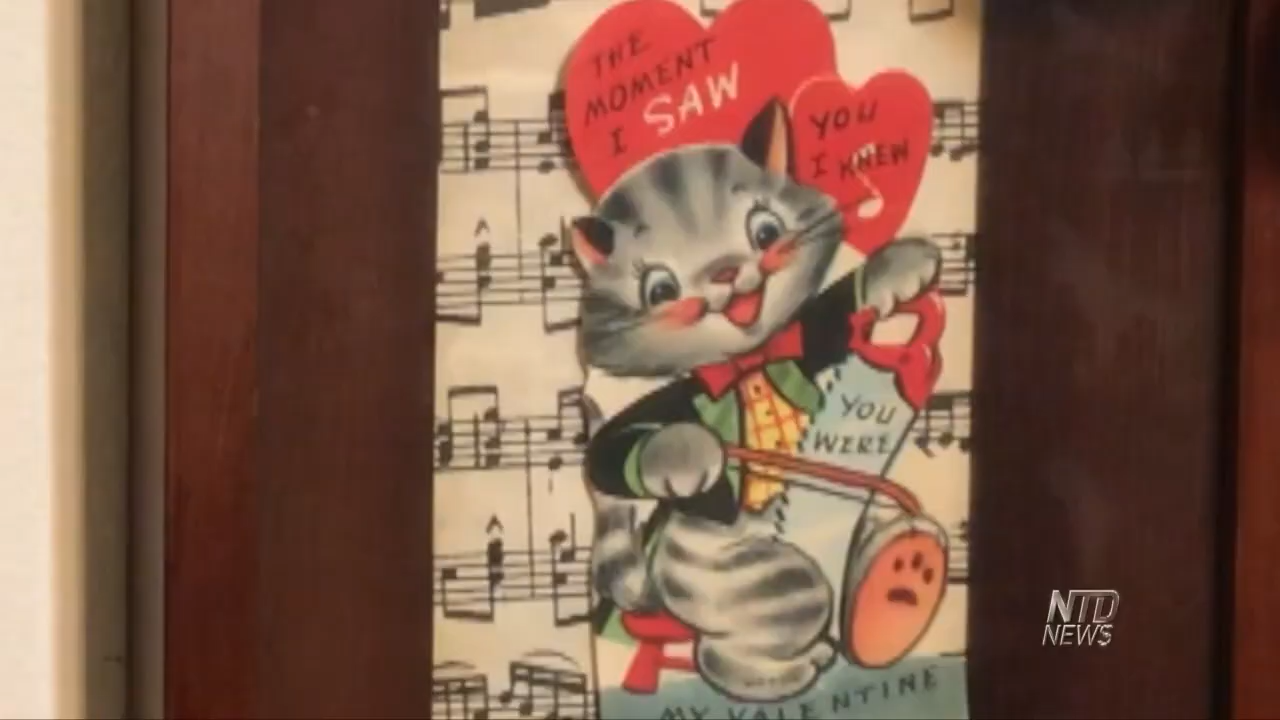 THE
MOMENT
I SAW
YOU
I KNEW
YOU
WERE
MY VALENTINE
NTD
NEWS